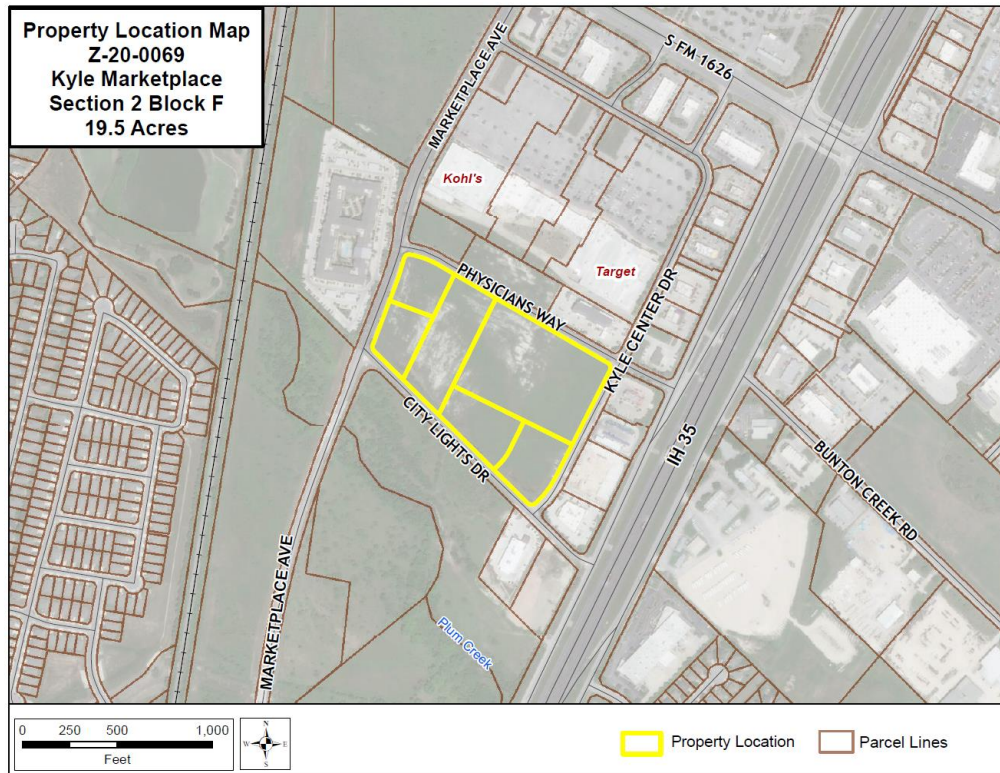 Property Location Map
Z-20-0069
Kyle Marketplace
Section 2 Block F
19.5 Acres
MARKETPLACE AVE
S FM 1626
Kohl's
Target
PHYSICIANS WAY
KYLE CENTER DR
CITY LIGHTS DR
IH 35
BUNTON CREEK RD
MARKETPLACE AVE
Plum Creek
0 250 500 1,000
Feet
N
W E
S
Property Location
Parcel Lines